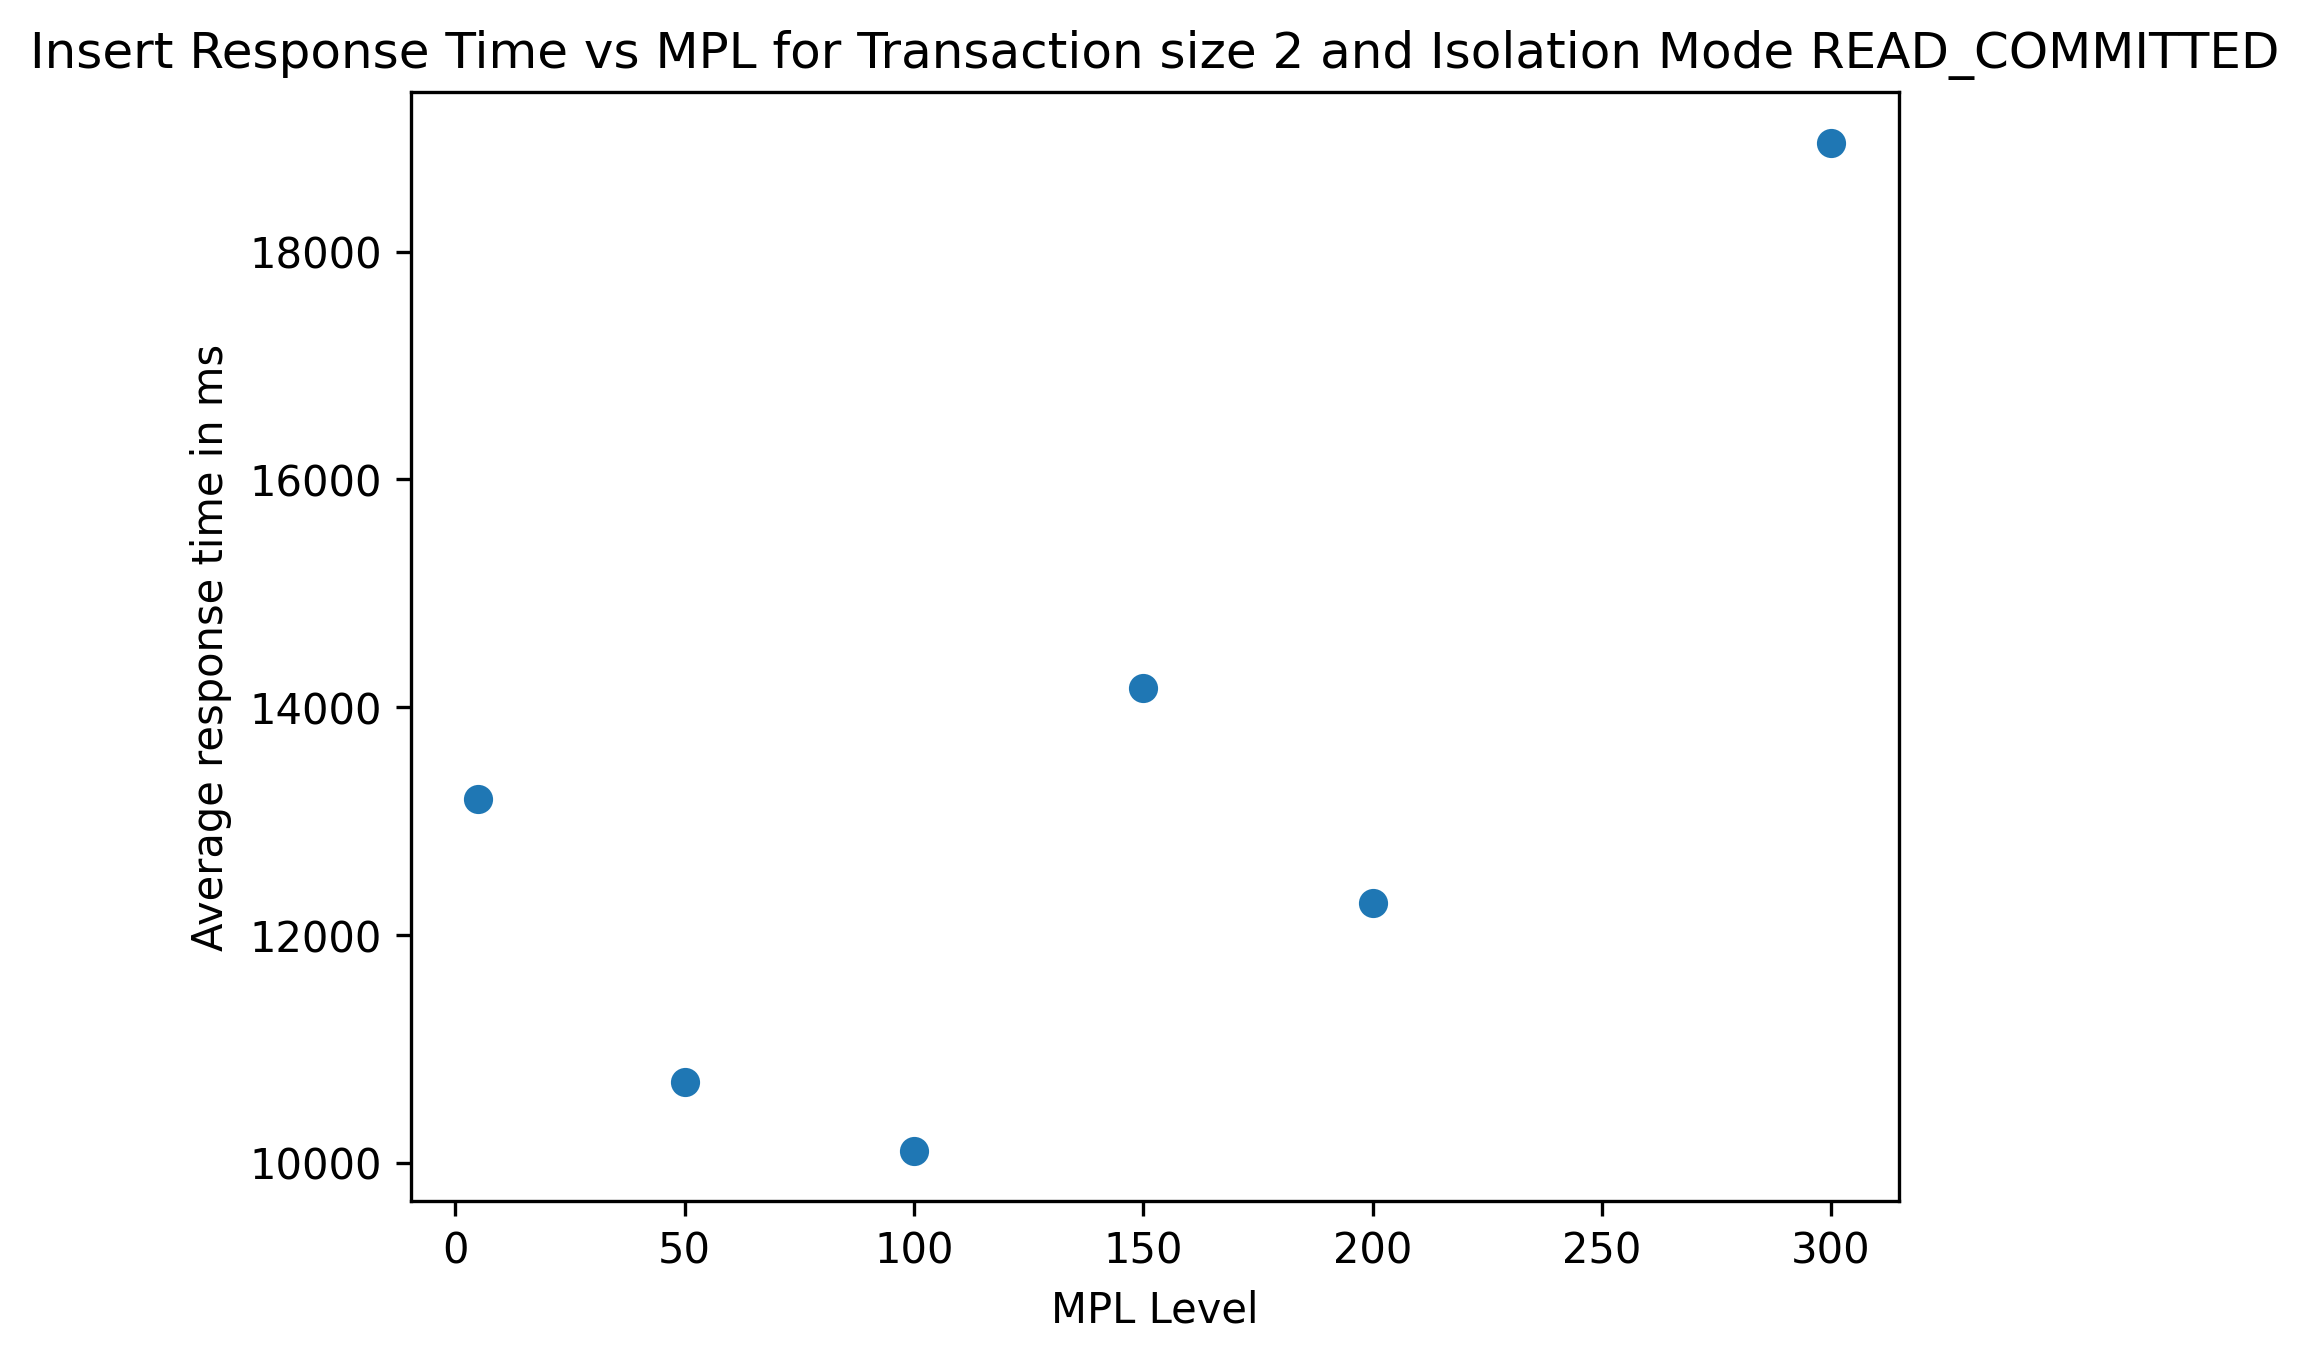 Insert Response Time vs MPL for Transaction size 2 and Isolation Mode READ_COMMITTED
18000
16000
14000
12000
10000
Average response time in ms
0 50 100 150 200 250 300
MPL Level